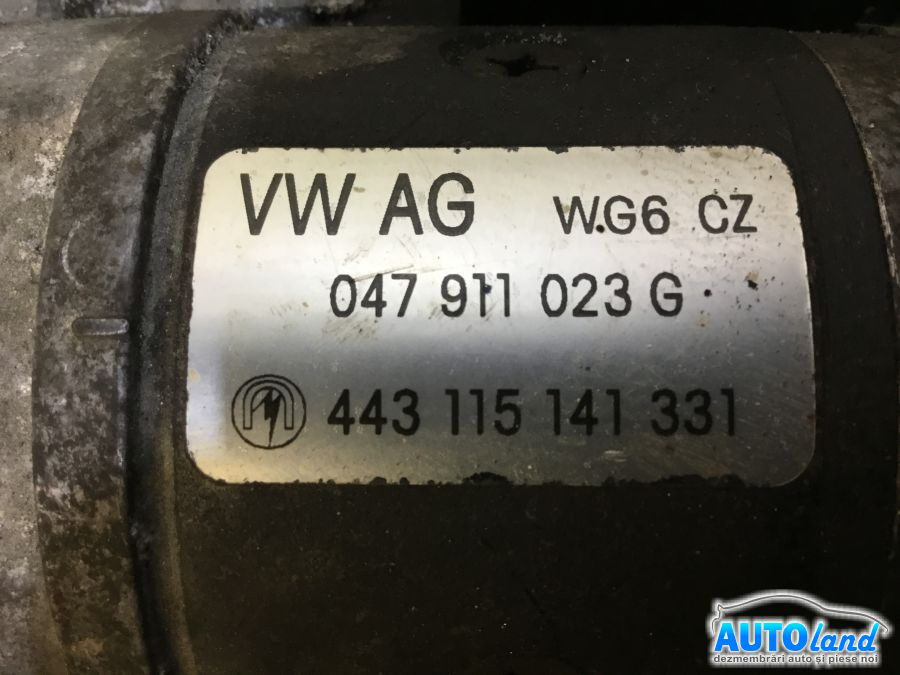 VW AG W.G6 CZ
047 911 023 G
443 115 141 331
AUTOland
dezmembrări auto și piese noi